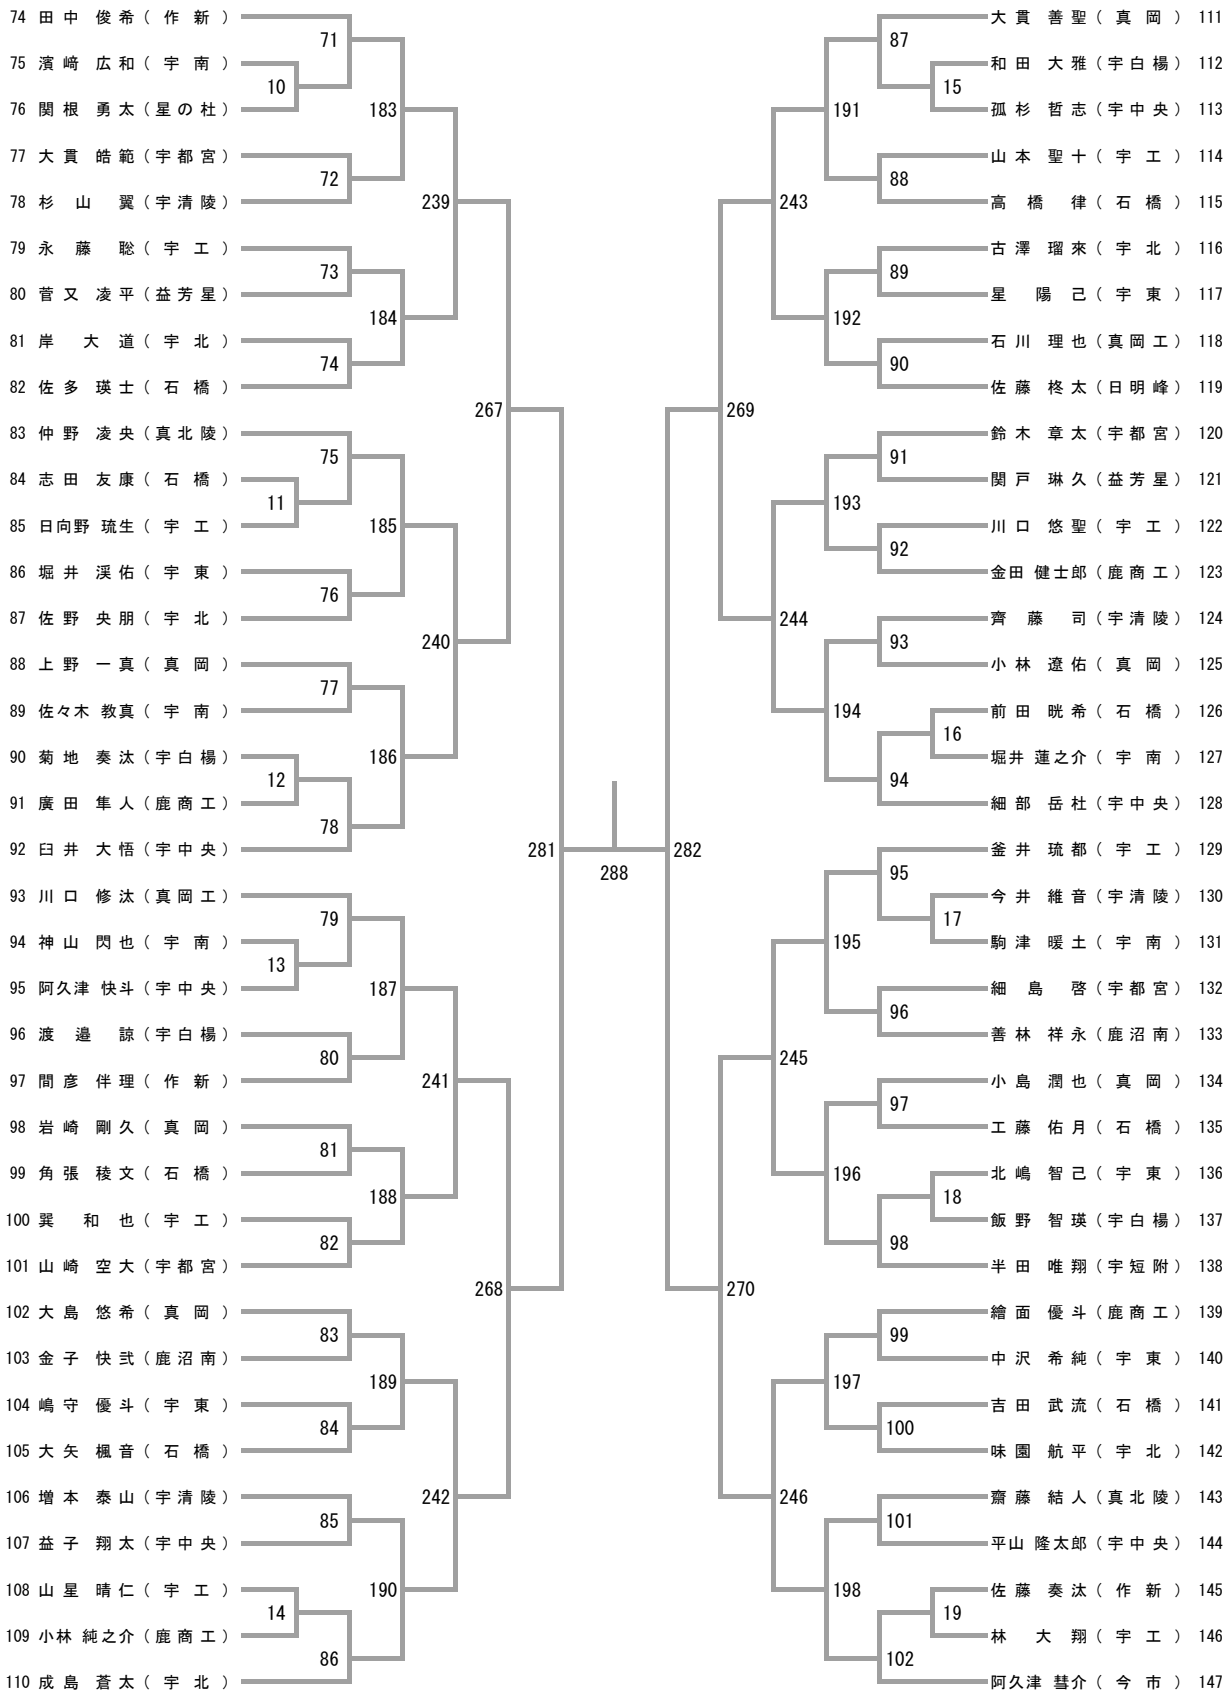 74 田中 俊希 ( 作新 )
71
75 濱﨑 広和 ( 宇南 )
10
76 関根 勇太 (星の杜)
183
77 大貫 皓範 (宇都宮)
72
78 杉山 翼 (宇清陵)
239
79 永藤 聡 ( 宇工 )
73
80 菅又 凌平 (益芳星)
184
81 岸 大道 ( 宇北 )
74
82 佐多 瑛士 ( 石橋 )
267
83 仲野 凌央 (真北陵)
75
84 志田 友康 ( 石橋 )
11
85 日向野 琉生 ( 宇工 )
185
86 堀井 渓佑 ( 宇東 )
76
87 佐野 央朋 ( 宇北 )
240
88 上野 一真 ( 真岡 )
77
89 佐々木 教真 ( 宇南 )
186
90 菊地 奏汰 (宇白楊)
12
91 廣田 隼人 (鹿商工)
78
92 臼井 大悟 (宇中央)
281
288
93 川口 修汰 (真岡工)
79
94 神山 閃也 ( 宇南 )
13
95 阿久津 快斗 (宇中央)
187
96 渡邉 諒 (宇白楊)
80
97 間彦 伴理 ( 作新 )
241
98 岩崎 剛久 ( 真岡 )
81
99 角張 稜文 ( 石橋 )
188
100 巽 和也 ( 宇工 )
82
101 山崎 空大 (宇都宮)
268
102 大島 悠希 ( 真岡 )
83
103 金子 快弐 (鹿沼南)
189
104 嶋守 優斗 ( 宇東 )
84
105 大矢 楓音 ( 石橋 )
242
106 増本 泰山 (宇清陵)
85
107 益子 翔太 (宇中央)
190
108 山星 晴仁 ( 宇工 )
14
109 小林 純之介 (鹿商工)
86
110 成島 蒼太 ( 宇北 )
大貫 善聖 ( 真岡 ) 111
87
和田 大雅 (宇白楊) 112
15
孤杉 哲志 (宇中央) 113
191
山本 聖十 ( 宇工 ) 114
88
高橋 律 ( 石橋 ) 115
243
古澤 瑠來 ( 宇北 ) 116
89
星 陽己 ( 宇東 ) 117
192
石川 理也 (真岡工) 118
90
佐藤 柊太 (日明峰) 119
269
鈴木 章太 (宇都宮) 120
91
関戸 琳久 (益芳星) 121
193
川口 悠聖 ( 宇工 ) 122
92
金田 健士郎 (鹿商工) 123
244
齊藤 司 (宇清陵) 124
93
小林 遼佑 ( 真岡 ) 125
194
前田 晄希 ( 石橋 ) 126
16
堀井 蓮之介 ( 宇南 ) 127
94
細部 岳杜 (宇中央) 128
282
釜井 琉都 ( 宇工 ) 129
95
今井 維音 (宇清陵) 130
17
駒津 暖土 ( 宇南 ) 131
195
細島 啓 (宇都宮) 132
96
善林 祥永 (鹿沼南) 133
245
小島 潤也 ( 真岡 ) 134
97
工藤 佑月 ( 石橋 ) 135
196
北嶋 智己 ( 宇東 ) 136
18
飯野 智瑛 (宇白楊) 137
98
半田 唯翔 (宇短附) 138
270
繪面 優斗 (鹿商工) 139
99
中沢 希純 ( 宇東 ) 140
197
吉田 武流 ( 石橋 ) 141
100
味園 航平 ( 宇北 ) 142
246
齋藤 結人 (真北陵) 143
101
平山 隆太郎 (宇中央) 144
198
佐藤 奏汰 ( 作新 ) 145
19
林 大翔 ( 宇工 ) 146
102
阿久津 彗介 ( 今市 ) 147